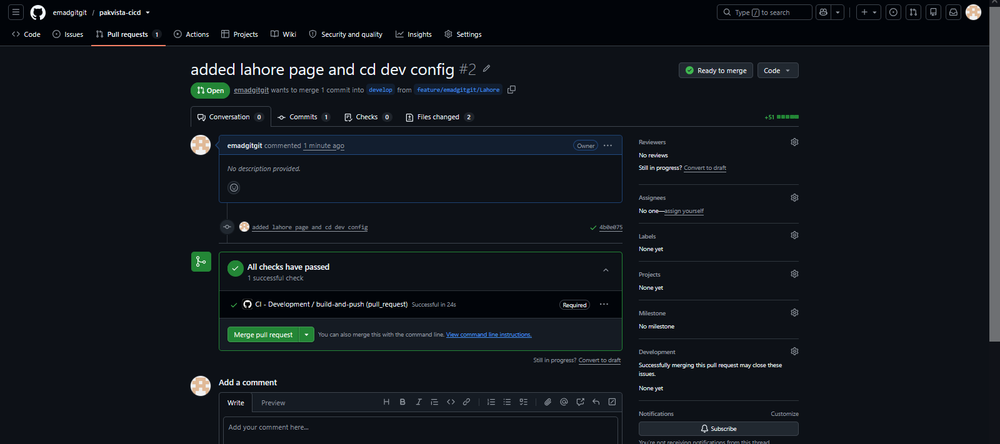 emadgitgit / pakvista-cicd
Type / to search
Code Issues Pull requests 1 Actions Projects Wiki Security and quality Insights Settings
added lahore page and cd dev config #2
Ready to merge
Code
Open
emadgitgit wants to merge 1 commit into develop from feature/emadgitgit/Lahore
Conversation 0 Commits 1 Checks 0 Files changed 2
+51
emadgitgit commented 1 minute ago
Owner
No description provided.
added lahore page and cd dev config
4b0e075
All checks have passed
1 successful check
CI - Development / build-and-push (pull_request) Successful in 24s
Required
Merge pull request
You can also merge this with the command line. View command line instructions.
Still in progress? Convert to draft
Add a comment
Write Preview
Add your comment here...
Reviewers
No reviews
Still in progress? Convert to draft
Assignees
No one—assign yourself
Labels
None yet
Projects
None yet
Milestone
No milestone
Development
Successfully merging this pull request may close these
issues.
None yet
Notifications
Customize
Subscribe
You're not receiving notifications from this thread.